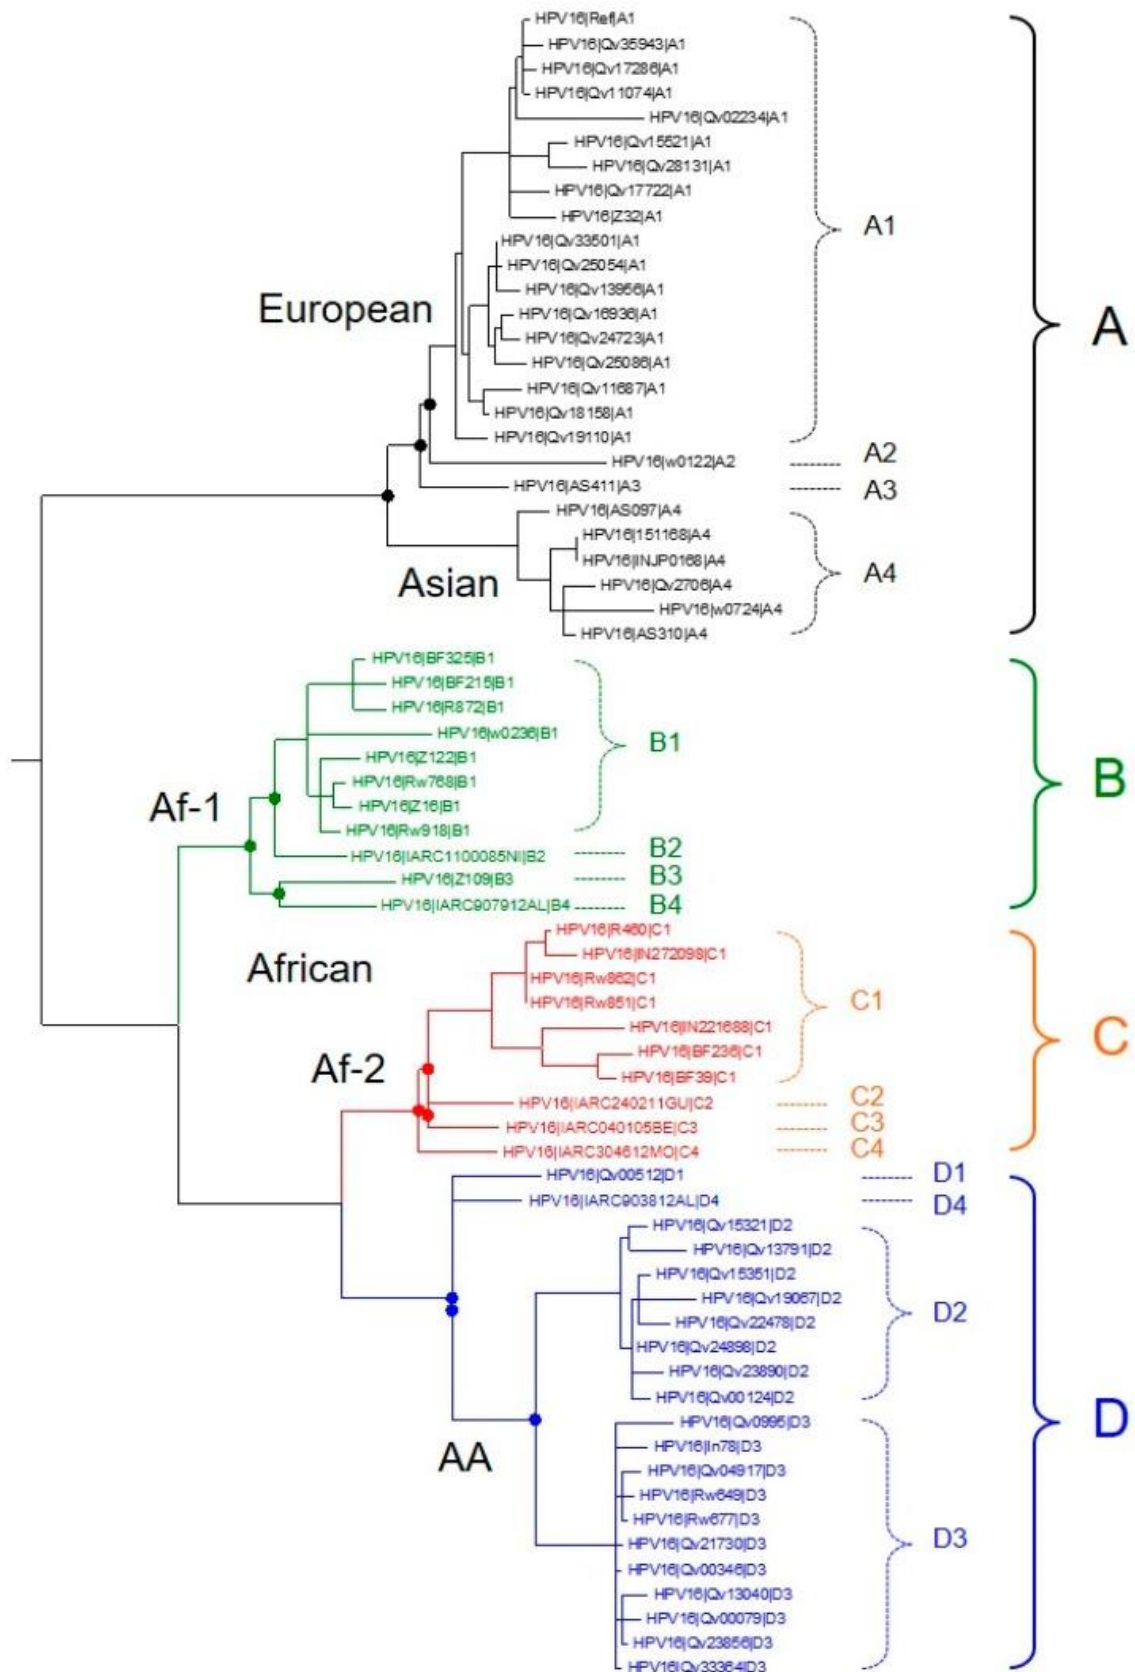 HPV16|Ref|A1
HPV16|Qv35943|A1
HPV16|Qv17286|A1
HPV16|Qv11074|A1
HPV16|Qv02234|A1
HPV16|Qv15521|A1
HPV16|Qv28131|A1
HPV16|Qv17722|A1
HPV16|Z32|A1
A1
HPV16|Qv33501|A1
HPV16|Qv25054|A1
HPV16|Qv13956|A1
European
HPV16|Qv16936|A1
A
HPV16|Qv24723|A1
HPV16|Qv25086|A1
HPV16|Qv11687|A1
HPV16|Qv18158|A1
HPV16|Qv19110|A1
HPV16|w0122|A2
A2
HPV16|AS411|A3
A3
HPV16|AS097|A4
HPV16|151168|A4
HPV16|INJP0168|A4
A4
Asian
HPV16|Qv2706|A4
HPV16|w0724|A4
HPV16|AS310|A4
HPV16|BF325|B1
HPV16|BF215|B1
HPV16|R872|B1
HPV16|w0236|B1
B1
HPV16|Z122|B1
HPV16|Rw768|B1
B
Af-1
HPV16|Z16|B1
HPV16|Rw918|B1
HPV16|IARC1100085NI|B2
B2
HPV16|Z109|B3
B3
HPV16|IARC907912AL|B4
B4
HPV16|R460|C1
HPV16|IN272098|C1
African
HPV16|Rw862|C1
HPV16|Rw851|C1
C1
HPV16|IN221688|C1
C
HPV16|BF236|C1
Af-2
HPV16|BF39|C1
HPV16|IARC240211GU|C2
C2
HPV16|IARC040105BE|C3
C3
HPV16|IARC304612MO|C4
C4
HPV16|Qv00512|D1
D1
HPV16|IARC903812AL|D4
D4
HPV16|Qv15321|D2
HPV16|Qv13791|D2
HPV16|Qv15351|D2
HPV16|Qv19067|D2
D2
HPV16|Qv22478|D2
HPV16|Qv24898|D2
HPV16|Qv23890|D2
HPV16|Qv00124|D2
D
HPV16|Qv0995|D3
AA
HPV16|In78|D3
HPV16|Qv04917|D3
HPV16|Rw649|D3
HPV16|Rw677|D3
D3
HPV16|Qv21730|D3
HPV16|Qv00346|D3
HPV16|Qv13040|D3
HPV16|Qv00079|D3
HPV16|Qv23856|D3
HPV16|Qv33364|D3